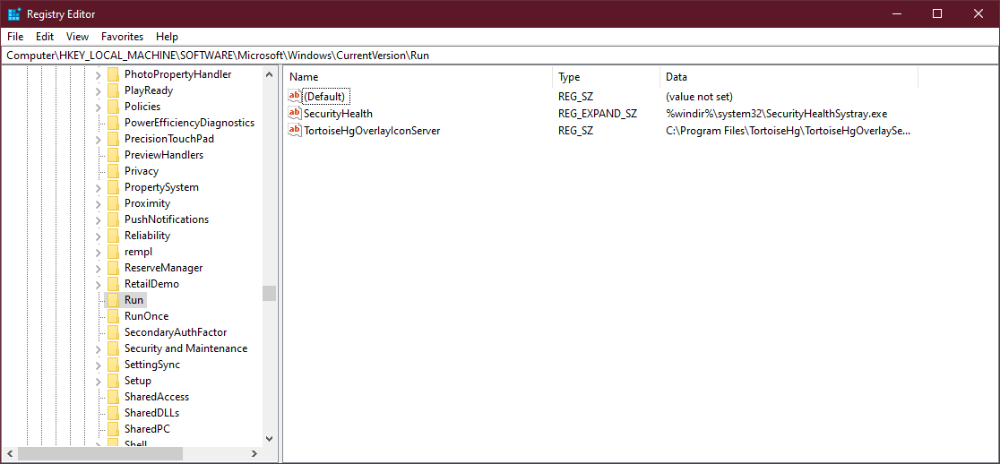 Registry Editor
File Edit View Favorites Help
Computer\HKEY_LOCAL_MACHINE\SOFTWARE\Microsoft\Windows\CurrentVersion\Run
PhotoPropertyHandler
PlayReady
Policies
PowerEfficiencyDiagnostics
PrecisionTouchPad
PreviewHandlers
Privacy
PropertySystem
Proximity
PushNotifications
Reliability
rempl
ReserveManager
RetailDemo
Run
RunOnce
SecondaryAuthFactor
Security and Maintenance
SettingSync
Setup
SharedAccess
SharedDLLs
SharedPC
Shell
Name Type Data
ab (Default) REG_SZ (value not set)
ab SecurityHealth REG_EXPAND_SZ %windir%\system32\SecurityHealthSystray.exe
ab TortoiseHgOverlayIconServer REG_SZ C:\Program Files\TortoiseHg\TortoiseHgOverlaySe...